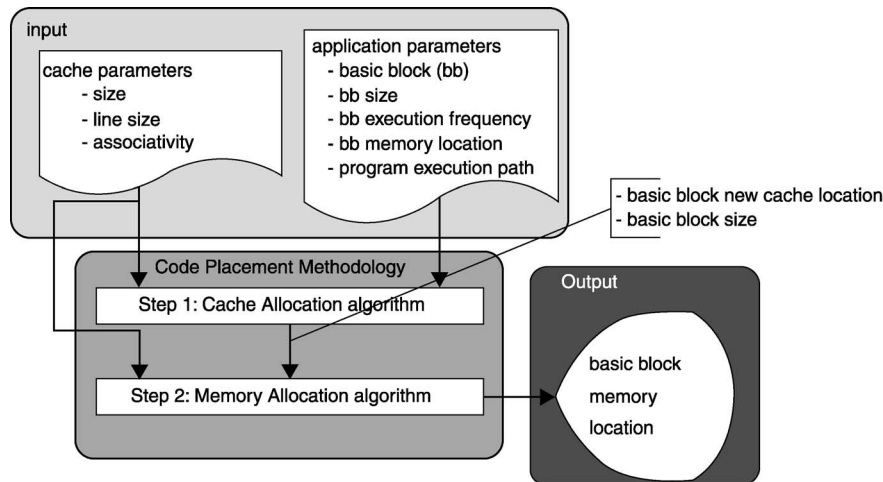 input
cache parameters
- size
- line size
- associativity
application parameters
- basic block (bb)
- bb size
- bb execution frequency
- bb memory location
- program execution path
- basic block new cache location
- basic block size
Code Placement Methodology
Step 1: Cache Allocation algorithm
Step 2: Memory Allocation algorithm
Output
basic block
memory
location